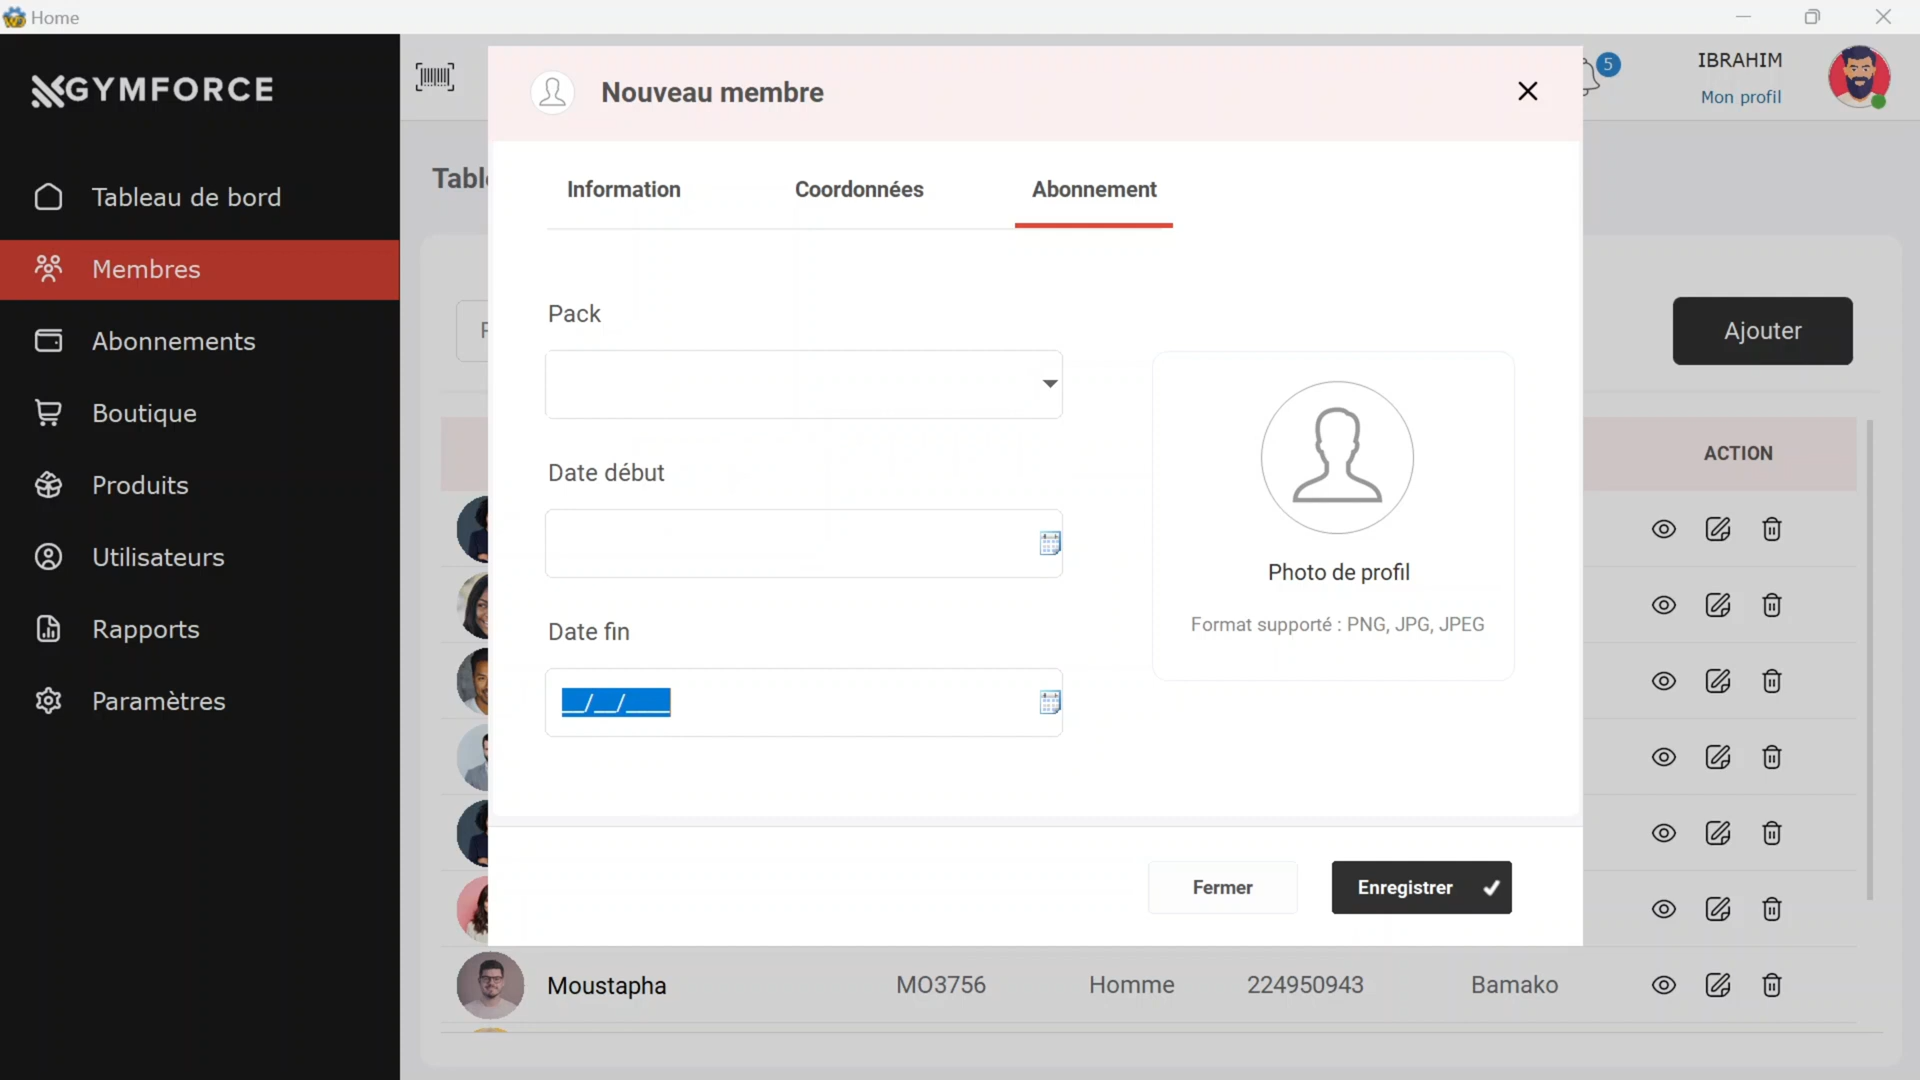 Home
GYMFORCE
Tableau de bord
Membres
Abonnements
Boutique
Produits
Utilisateurs
Rapports
Paramètres
5
IBRAHIM
Mon profil
Nouveau membre
Information Coordonnées Abonnement
Pack
Date début
Date fin
__/__/____
Photo de profil
Format supporté : PNG, JPG, JPEG
Fermer Enregistrer
Ajouter
ACTION
Moustapha MO3756 Homme 224950943 Bamako